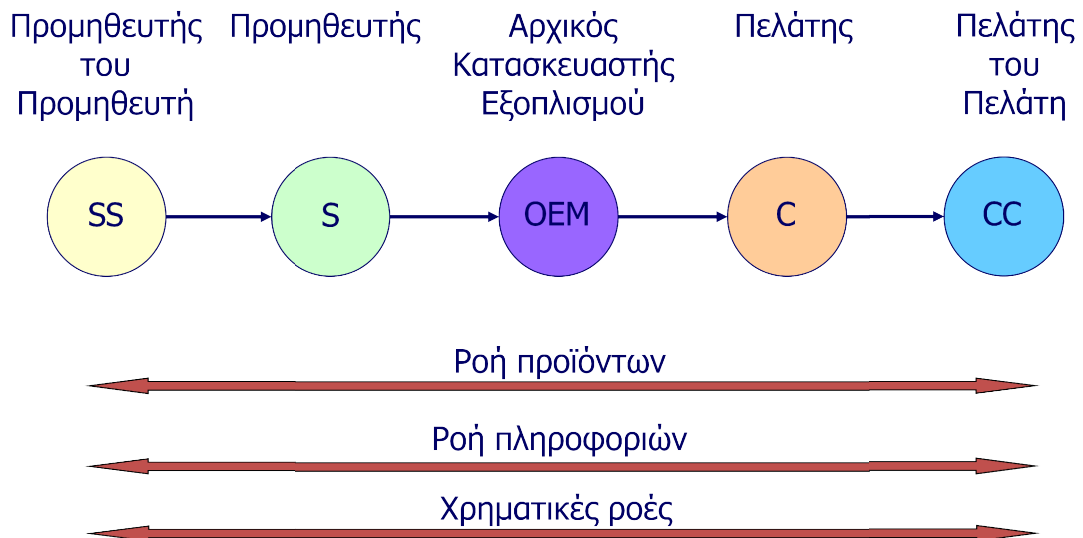 Προμηθευτής
του
Προμηθευτή
Προμηθευτής
Αρχικός
Κατασκευαστής
Εξοπλισμού
Πελάτης
Πελάτης
του
Πελάτη
SS
S
OEM
C
CC
Ροή προϊόντων
Ροή πληροφοριών
Χρηματικές ροές